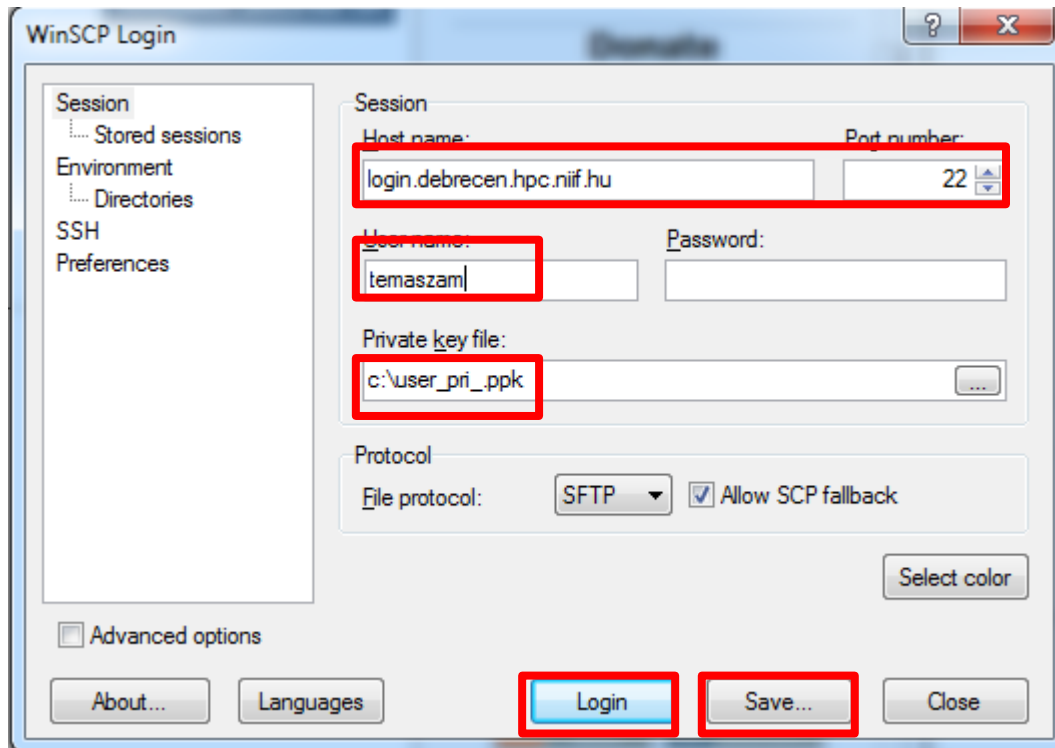 Donate
WinSCP Login
?
Session
Stored sessions
Environment
Directories
SSH
Preferences
Session
Host name:
Port number:
login.debrecen.hpc.niif.hu
22
User name:
Password:
temaszam
Private key file:
c:\user_pri_.ppk
...
Protocol
File protocol:
SFTP
Allow SCP fallback
Select color
Advanced options
About...
Languages
Login
Save...
Close